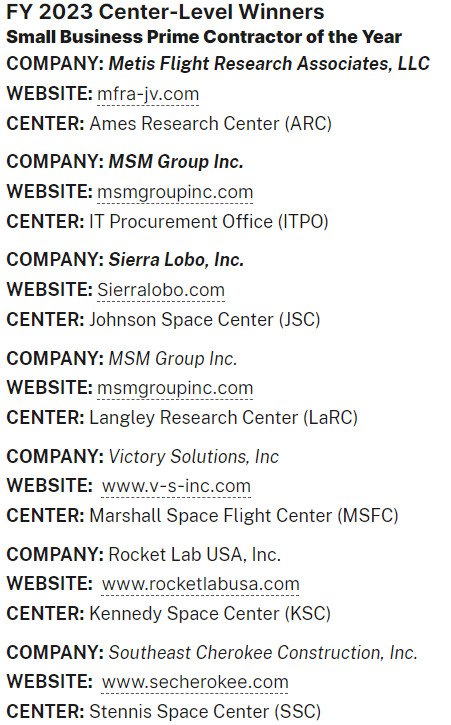 FY 2023 Center-Level Winners
Small Business Prime Contractor of the Year
COMPANY: Metis Flight Research Associates, LLC
WEBSITE: mfra-jv.com
CENTER: Ames Research Center (ARC)
COMPANY: MSM Group Inc.
WEBSITE: msmgroupinc.com
CENTER: IT Procurement Office (ITPO)
COMPANY: Sierra Lobo, Inc.
WEBSITE: Sierralobo.com
CENTER: Johnson Space Center (JSC)
COMPANY: MSM Group Inc.
WEBSITE: msmgroupinc.com
CENTER: Langley Research Center (LaRC)
COMPANY: Victory Solutions, Inc
WEBSITE: www.v-s-inc.com
CENTER: Marshall Space Flight Center (MSFC)
COMPANY: Rocket Lab USA, Inc.
WEBSITE: www.rocketlabusa.com
CENTER: Kennedy Space Center (KSC)
COMPANY: Southeast Cherokee Construction, Inc.
WEBSITE: www.secherokee.com
CENTER: Stennis Space Center (SSC)